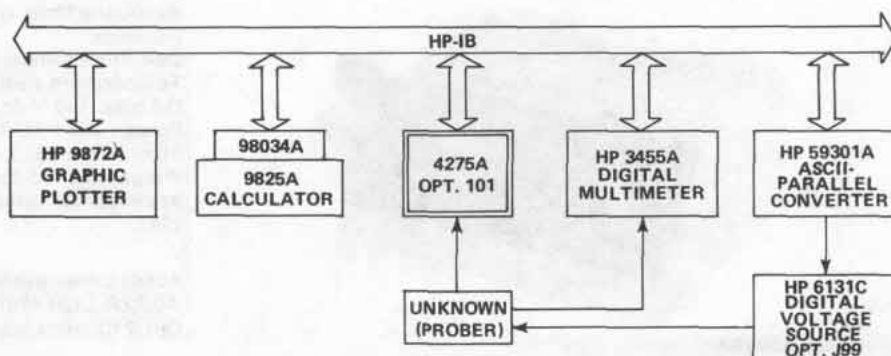 HP-IB
HP 9872A
GRAPHIC
PLOTTER
98034A
9825A
CALCULATOR
4275A
OPT. 101
HP 3455A
DIGITAL
MULTIMETER
HP 59301A
ASCII-
PARALLEL
CONVERTER
UNKNOWN
(PROBER)
HP 6131C
DIGITAL
VOLTAGE
SOURCE
OPT. J99